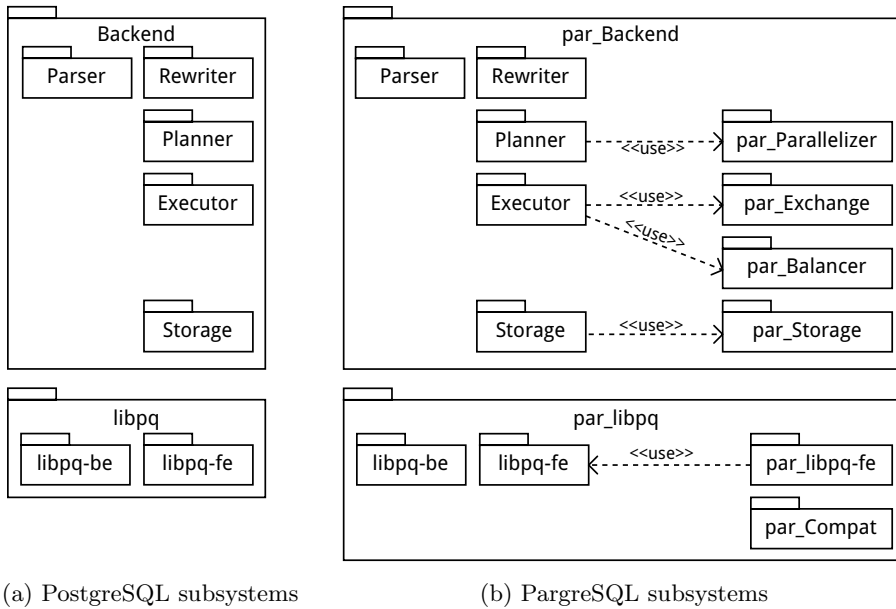 Backend
Parser
Rewriter
Planner
Executor
Storage
libpq
libpq-be
libpq-fe
(a) PostgreSQL subsystems
par_Backend
Parser
Rewriter
Planner
<<use>>
par_Parallelizer
Executor
<<use>>
par_Exchange
<<use>>
par_Balancer
Storage
<<use>>
par_Storage
par_libpq
libpq-be
libpq-fe
<<use>>
par_libpq-fe
par_Compat
(b) PargreSQL subsystems